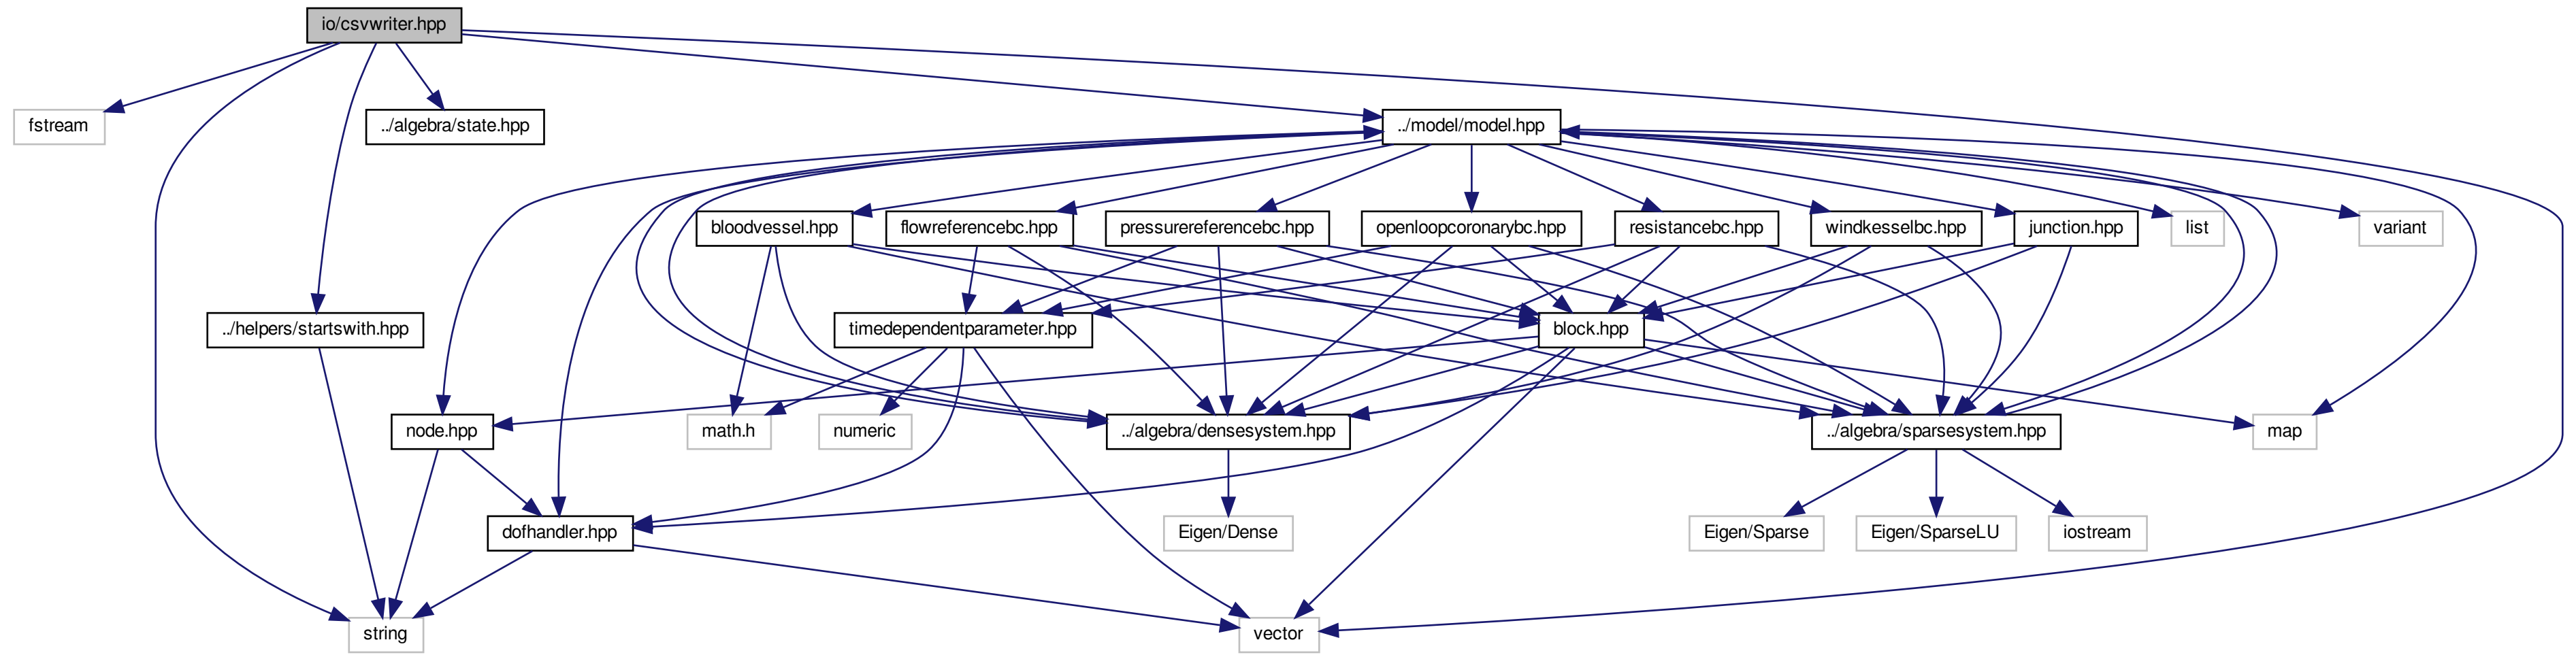 io/csvwriter.hpp
fstream
../algebra/state.hpp
../model/model.hpp
bloodvessel.hpp
flowreferencebc.hpp
pressurereferencebc.hpp
openloopcoronarybc.hpp
resistancebc.hpp
windkesselbc.hpp
junction.hpp
list
variant
../helpers/startswith.hpp
timedependentparameter.hpp
block.hpp
node.hpp
math.h
numeric
../algebra/densesystem.hpp
../algebra/sparsesystem.hpp
map
dofhandler.hpp
Eigen/Dense
Eigen/Sparse
Eigen/SparseLU
iostream
string
vector